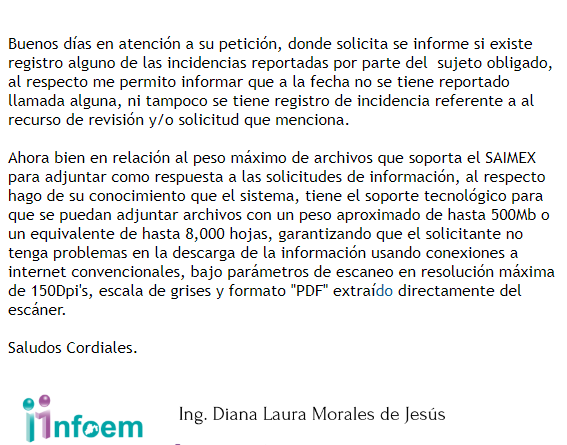 Buenos días en atención a su petición, donde solicita se informe si existe
registro alguno de las incidencias reportadas por parte del sujeto obligado,
al respecto me permito informar que a la fecha no se tiene reportado
llamada alguna, ni tampoco se tiene registro de incidencia referente a al
recurso de revisión y/o solicitud que menciona.
Ahora bien en relación al peso máximo de archivos que soporta el SAIMEX
para adjuntar como respuesta a las solicitudes de información, al respecto
hago de su conocimiento que el sistema, tiene el soporte tecnológico para
que se puedan adjuntar archivos con un peso aproximado de hasta 500Mb o
un equivalente de hasta 8,000 hojas, garantizando que el solicitante no
tenga problemas en la descarga de la información usando conexiones a
internet convencionales, bajo parámetros de escaneo en resolución máxima
de 150Dpi's, escala de grises y formato "PDF" extraído directamente del
escáner.
Saludos Cordiales.
infoem
Ing. Diana Laura Morales de Jesús